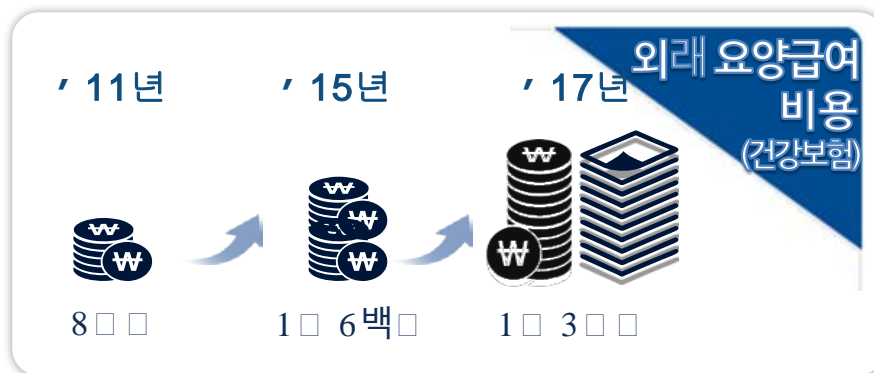 외래 요양급여
비용
(건강보험)
′ 11년
′ 15년
′ 17년
8□ □
1□ 6백□
1□ 3□ □